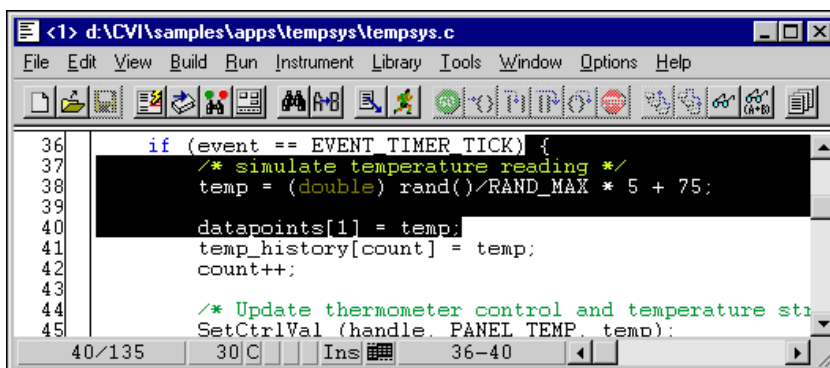 <1> d:\CVI\samples\apps\tempsys\tempsys.c
File Edit View Build Run Instrument Library Tools Window Options Help
36 if (event == EVENT_TIMER_TICK) {
37 /* simulate temperature reading */
38 temp = (double) rand()/RAND_MAX * 5 + 75;
39
40 datapoints[1] = temp;
41 temp_history[count] = temp;
42 count++;
43
44 /* Update thermometer control and temperature str
45 SetCtrlVal (handle, PANEL_TEMP, temp);
40/135 30 C Ins 36-40